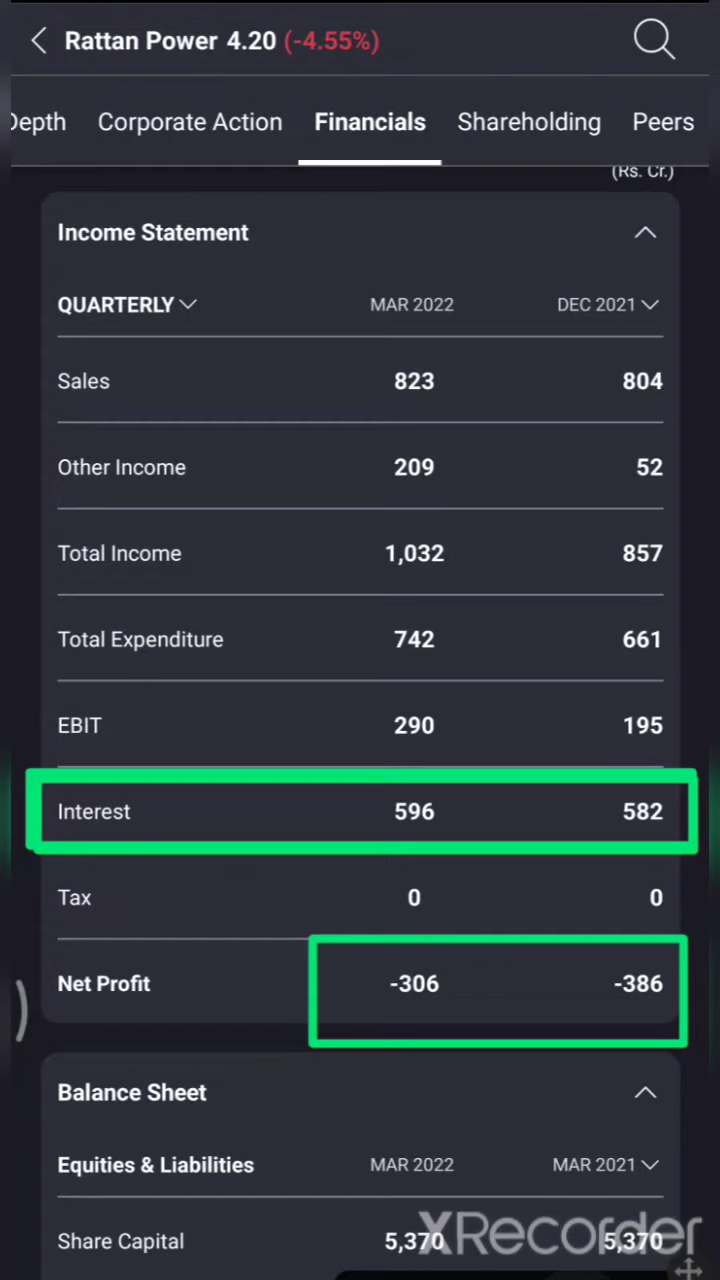 Rattan Power 4.20 (-4.55%)
Depth Corporate Action Financials Shareholding Peers
(Rs. Cr.)
Income Statement
QUARTERLY MAR 2022 DEC 2021
Sales 823 804
Other Income 209 52
Total Income 1,032 857
Total Expenditure 742 661
EBIT 290 195
Interest 596 582
Tax 0 0
Net Profit -306 -386
Balance Sheet
Equities & Liabilities MAR 2022 MAR 2021
Share Capital 5,370 5,370
XRecorder